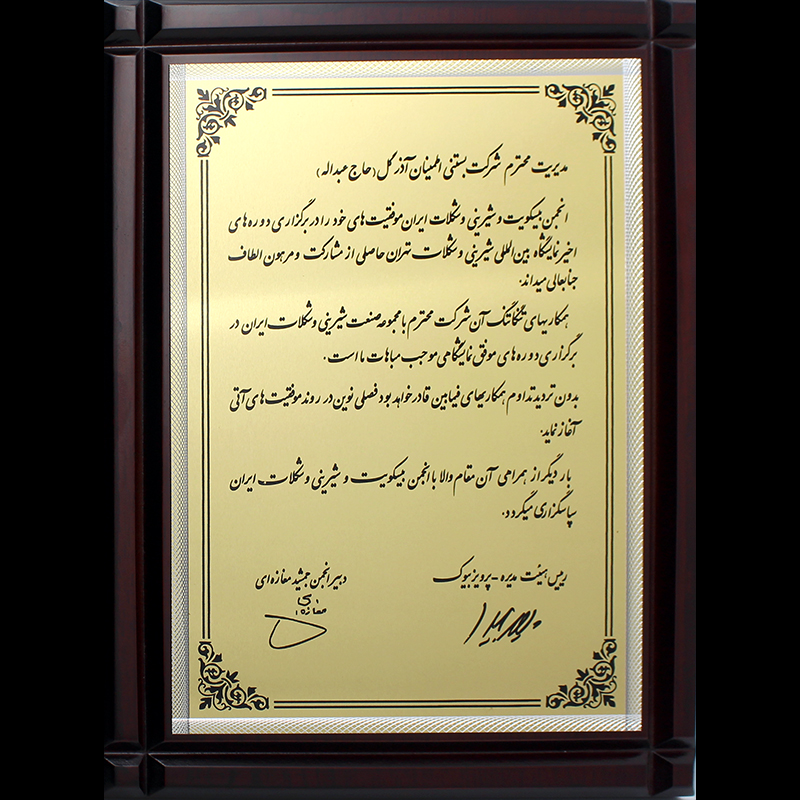 مدیریت محترم شرکت بستنی اطمینان آذر گل (حاج عبداله)
انجمن بیسکویت و شیرینی و شکلات ایران موفقیت های خود را در برگزاری دوره های
اخیر نمایشگاه بین المللی شیرینی و شکلات تهران حاصلی از مشارکت و مرهون الطاف
جنابعالی میداند.
همکاریهای تنگاتنگ آن شرکت محترم با مجموعه صنعت شیرینی و شکلات ایران در
برگزاری دوره های موفق نمایشگاهی موجب مباهات ما است.
بدون تردید تداوم همکاریهای فیمابین قادر خواهد بود فصلی نوین در روند موفقیت های آتی
آغاز نماید.
بار دیگر از همراهی آن مقام والا با انجمن بیسکویت و شیرینی و شکلات ایران
سپاسگزاری میگردد.
رییس هیئت مدیره - پرویز بیوک
دبیر انجمن جمشید مغازه ای